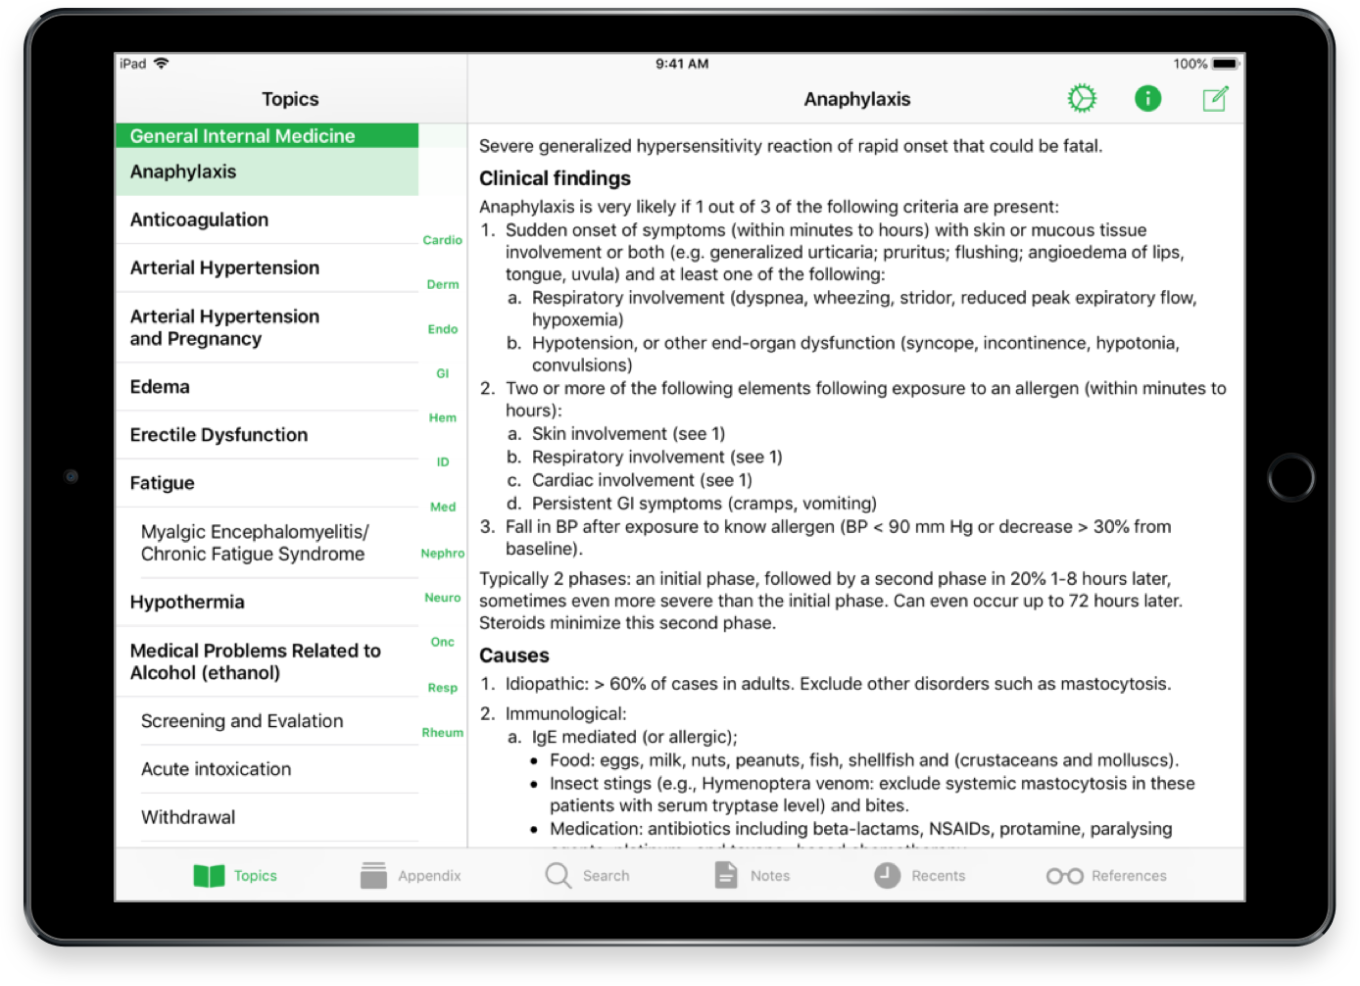 iPad
9:41 AM
100%
Topics
General Internal Medicine
Anaphylaxis
Anticoagulation
Arterial Hypertension
Arterial Hypertension
and Pregnancy
Edema
Erectile Dysfunction
Fatigue
Myalgic Encephalomyelitis/
Chronic Fatigue Syndrome
Hypothermia
Medical Problems Related to
Alcohol (ethanol)
Screening and Evalation
Acute intoxication
Withdrawal
Cardio
Derm
Endo
GI
Hem
ID
Med
Nephro
Neuro
Onc
Resp
Rheum
Anaphylaxis
Severe generalized hypersensitivity reaction of rapid onset that could be fatal.
Clinical findings
Anaphylaxis is very likely if 1 out of 3 of the following criteria are present:
1. Sudden onset of symptoms (within minutes to hours) with skin or mucous tissue
involvement or both (e.g. generalized urticaria; pruritus; flushing; angioedema of lips,
tongue, uvula) and at least one of the following:
a. Respiratory involvement (dyspnea, wheezing, stridor, reduced peak expiratory flow,
hypoxemia)
b. Hypotension, or other end-organ dysfunction (syncope, incontinence, hypotonia,
convulsions)
2. Two or more of the following elements following exposure to an allergen (within minutes to
hours):
a. Skin involvement (see 1)
b. Respiratory involvement (see 1)
c. Cardiac involvement (see 1)
d. Persistent GI symptoms (cramps, vomiting)
3. Fall in BP after exposure to know allergen (BP < 90 mm Hg or decrease > 30% from
baseline).
Typically 2 phases: an initial phase, followed by a second phase in 20% 1-8 hours later,
sometimes even more severe than the initial phase. Can even occur up to 72 hours later.
Steroids minimize this second phase.
Causes
1. Idiopathic: > 60% of cases in adults. Exclude other disorders such as mastocytosis.
2. Immunological:
a. IgE mediated (or allergic);
• Food: eggs, milk, nuts, peanuts, fish, shellfish and (crustaceans and molluscs).
• Insect stings (e.g., Hymenoptera venom: exclude systemic mastocytosis in these
patients with serum tryptase level) and bites.
• Medication: antibiotics including beta-lactams, NSAIDs, protamine, paralysing
Topics
Appendix
Search
Notes
Recents
References